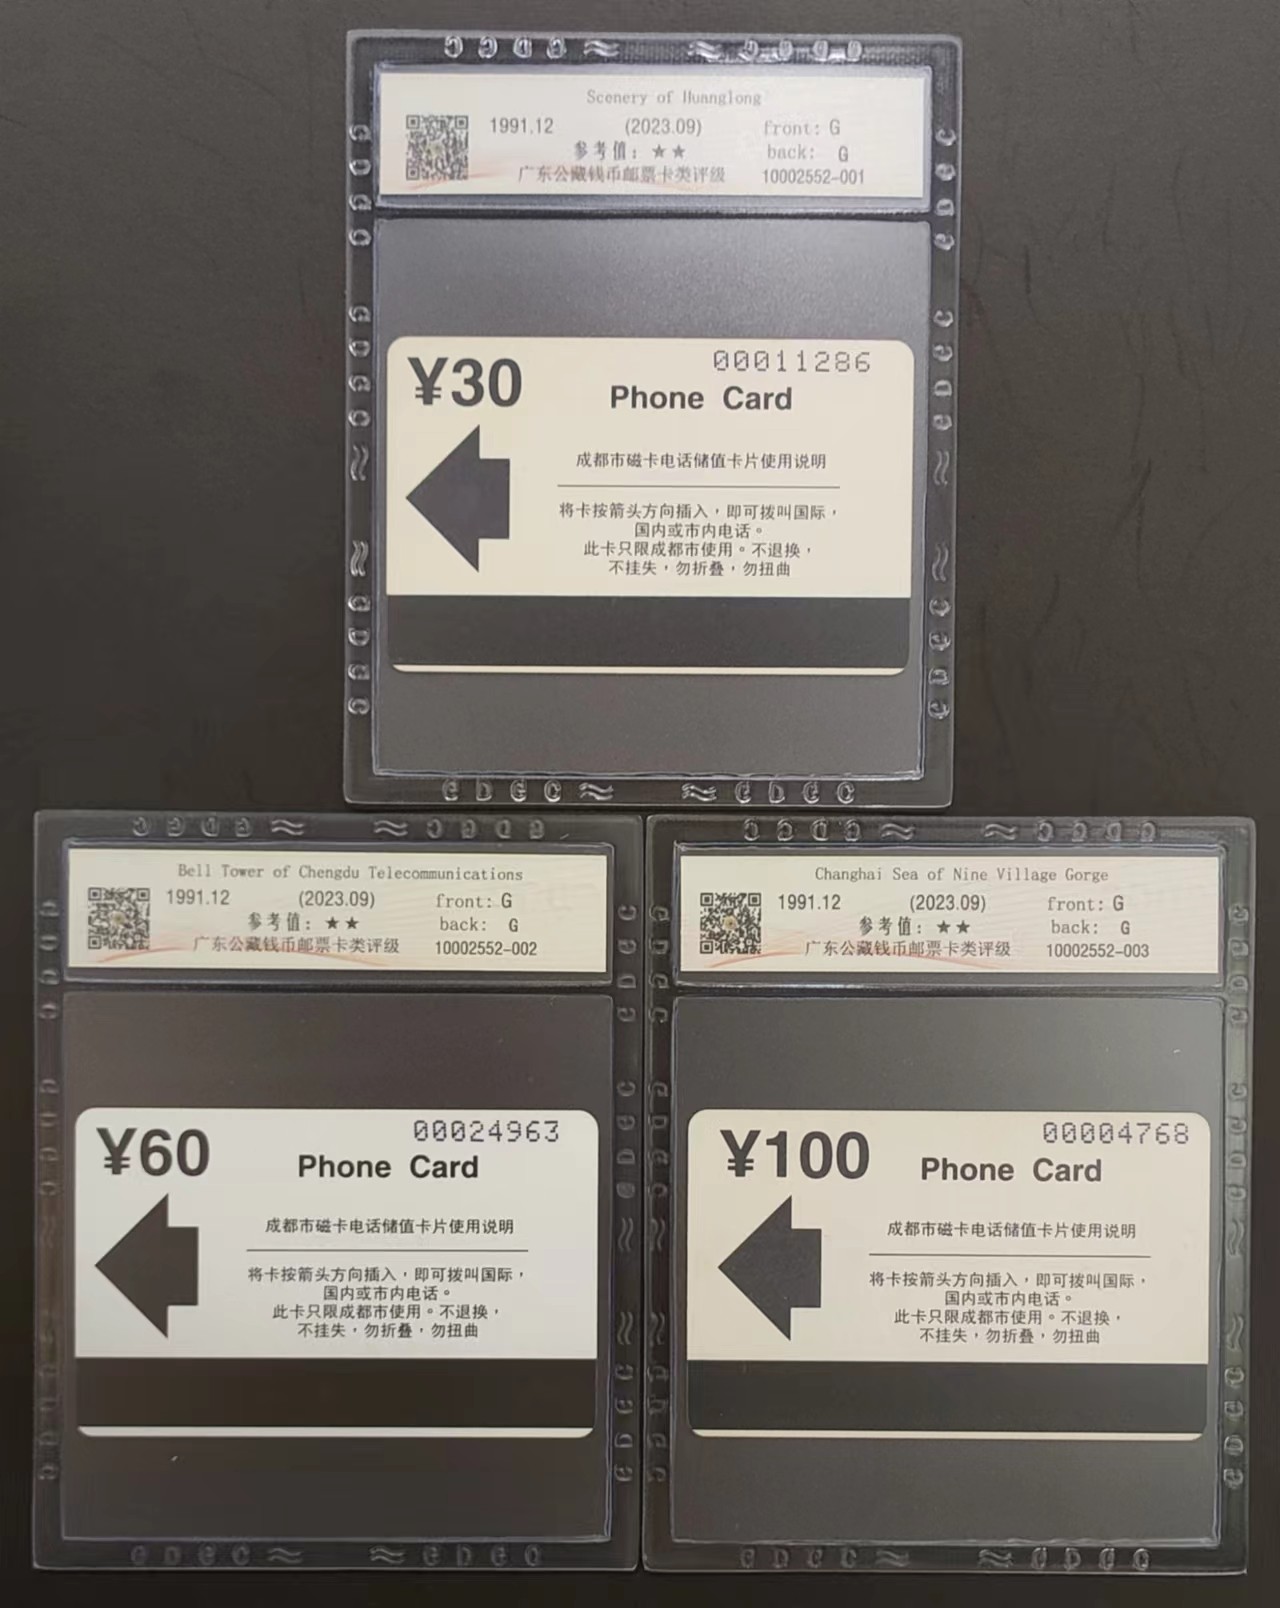 Scenery of Huanglong
1991.12 (2023.09) front: G
参考值：★★ back: G
广东公藏钱币邮票卡类评级 10002552-001
¥30 00011286
Phone Card
成都市磁卡电话储值卡片使用说明
将卡按箭头方向插入，即可拨叫国际，
国内或市内电话。
此卡只限成都市使用。不退换，
不挂失，勿折叠，勿扭曲
Bell Tower of Chengdu Telecommunications
1991.12 (2023.09) front: G
参考值：★★ back: G
广东公藏钱币邮票卡类评级 10002552-002
¥60 00024963
Phone Card
成都市磁卡电话储值卡片使用说明
将卡按箭头方向插入，即可拨叫国际，
国内或市内电话。
此卡只限成都市使用。不退换，
不挂失，勿折叠，勿扭曲
Changhai Sea of Nine Village Gorge
1991.12 (2023.09) front: G
参考值：★★ back: G
广东公藏钱币邮票卡类评级 10002552-003
¥100 00004768
Phone Card
成都市磁卡电话储值卡片使用说明
将卡按箭头方向插入，即可拨叫国际，
国内或市内电话。
此卡只限成都市使用。不退换，
不挂失，勿折叠，勿扭曲